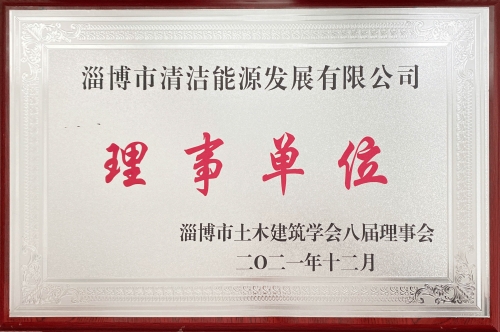 淄博市清洁能源发展有限公司
理事单位
淄博市土木建筑学会八届理事会
二O二一年十二月